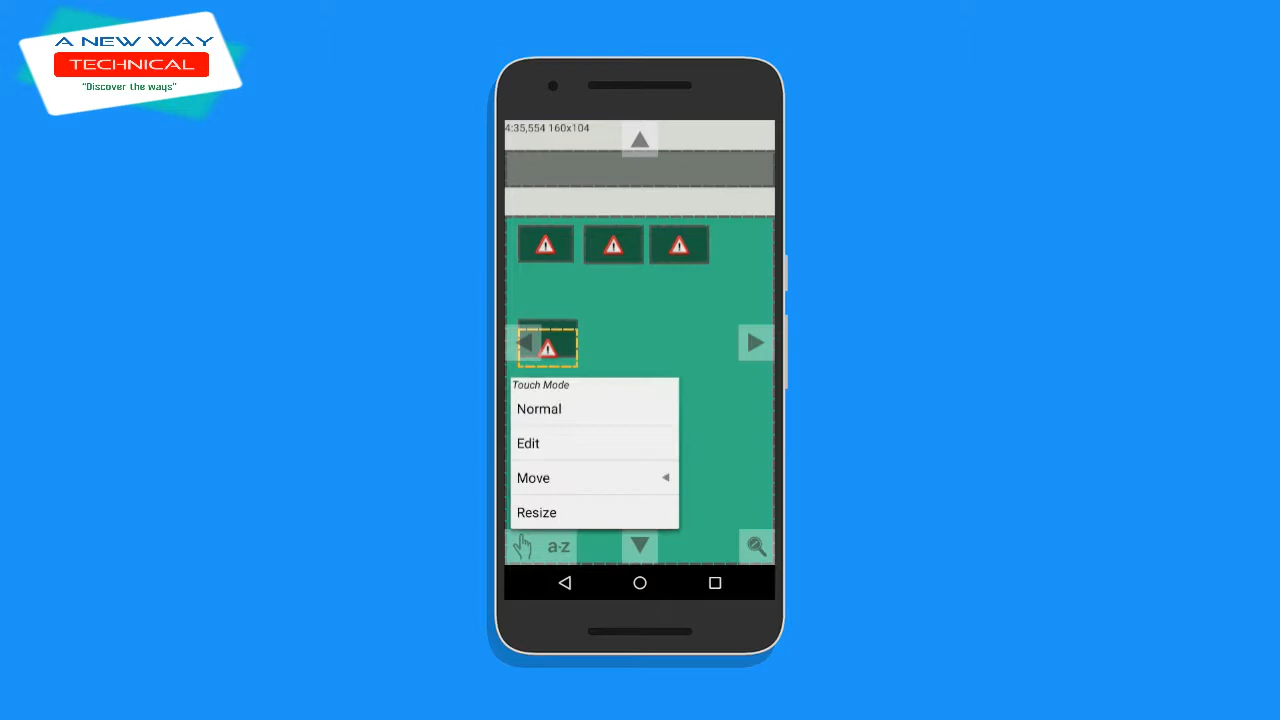 A NEW WAY
TECHNICAL
"Discover the ways"
4:35,554 160x104
Touch Mode
Normal
Edit
Move
Resize
a-z